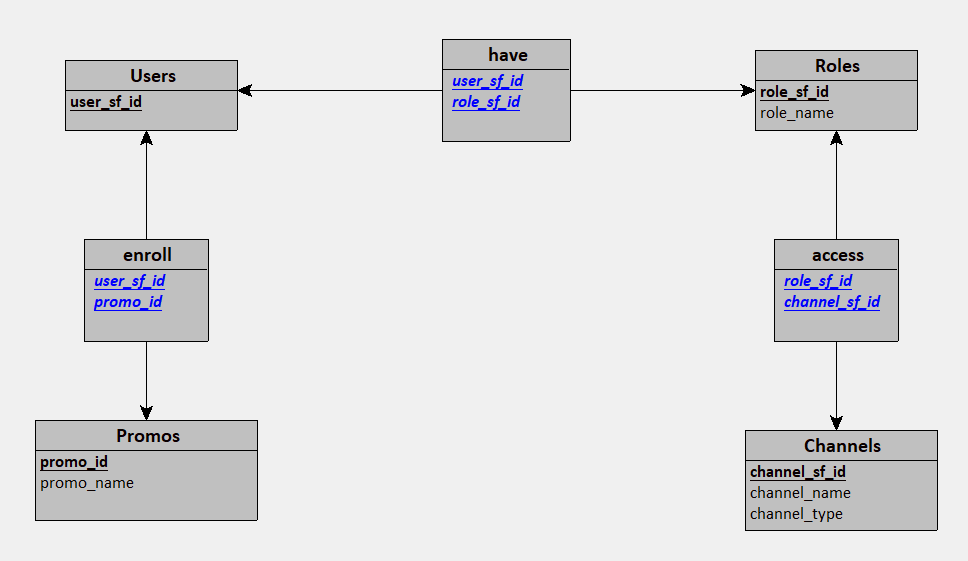 have
user_sf_id
role_sf_id
Users
user_sf_id
Roles
role_sf_id
role_name
enroll
user_sf_id
promo_id
access
role_sf_id
channel_sf_id
Promos
promo_id
promo_name
Channels
channel_sf_id
channel_name
channel_type